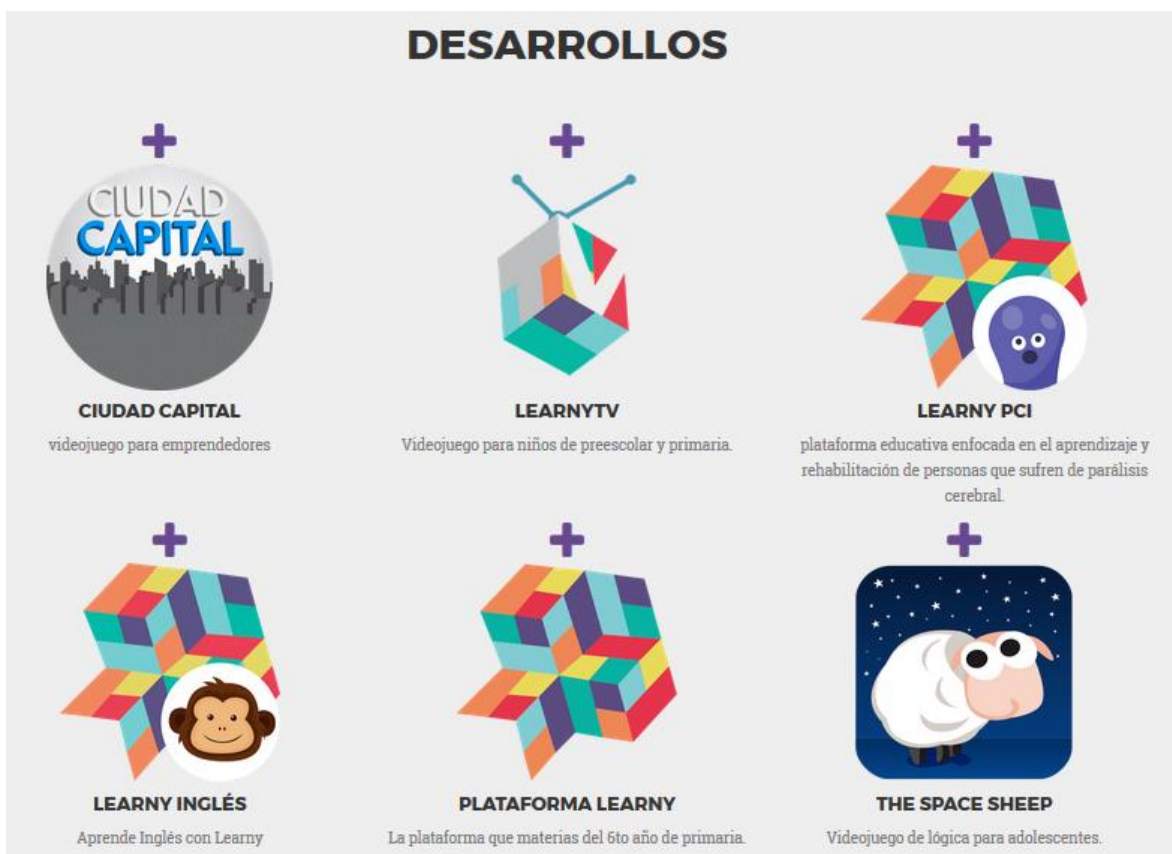 DESARROLLOS
CIUDAD
CAPITAL
CIUDAD CAPITAL
videojuego para emprendedores
LEARNYTV
Videojuego para niños de preescolar y primaria.
LEARNY PCI
plataforma educativa enfocada en el aprendizaje y
rehabilitación de personas que sufren de parálisis
cerebral.
LEARNY INGLÉS
Aprende Inglés con Learny
PLATAFORMA LEARNY
La plataforma que materias del 6to año de primaria.
THE SPACE SHEEP
Videojuego de lógica para adolescentes.